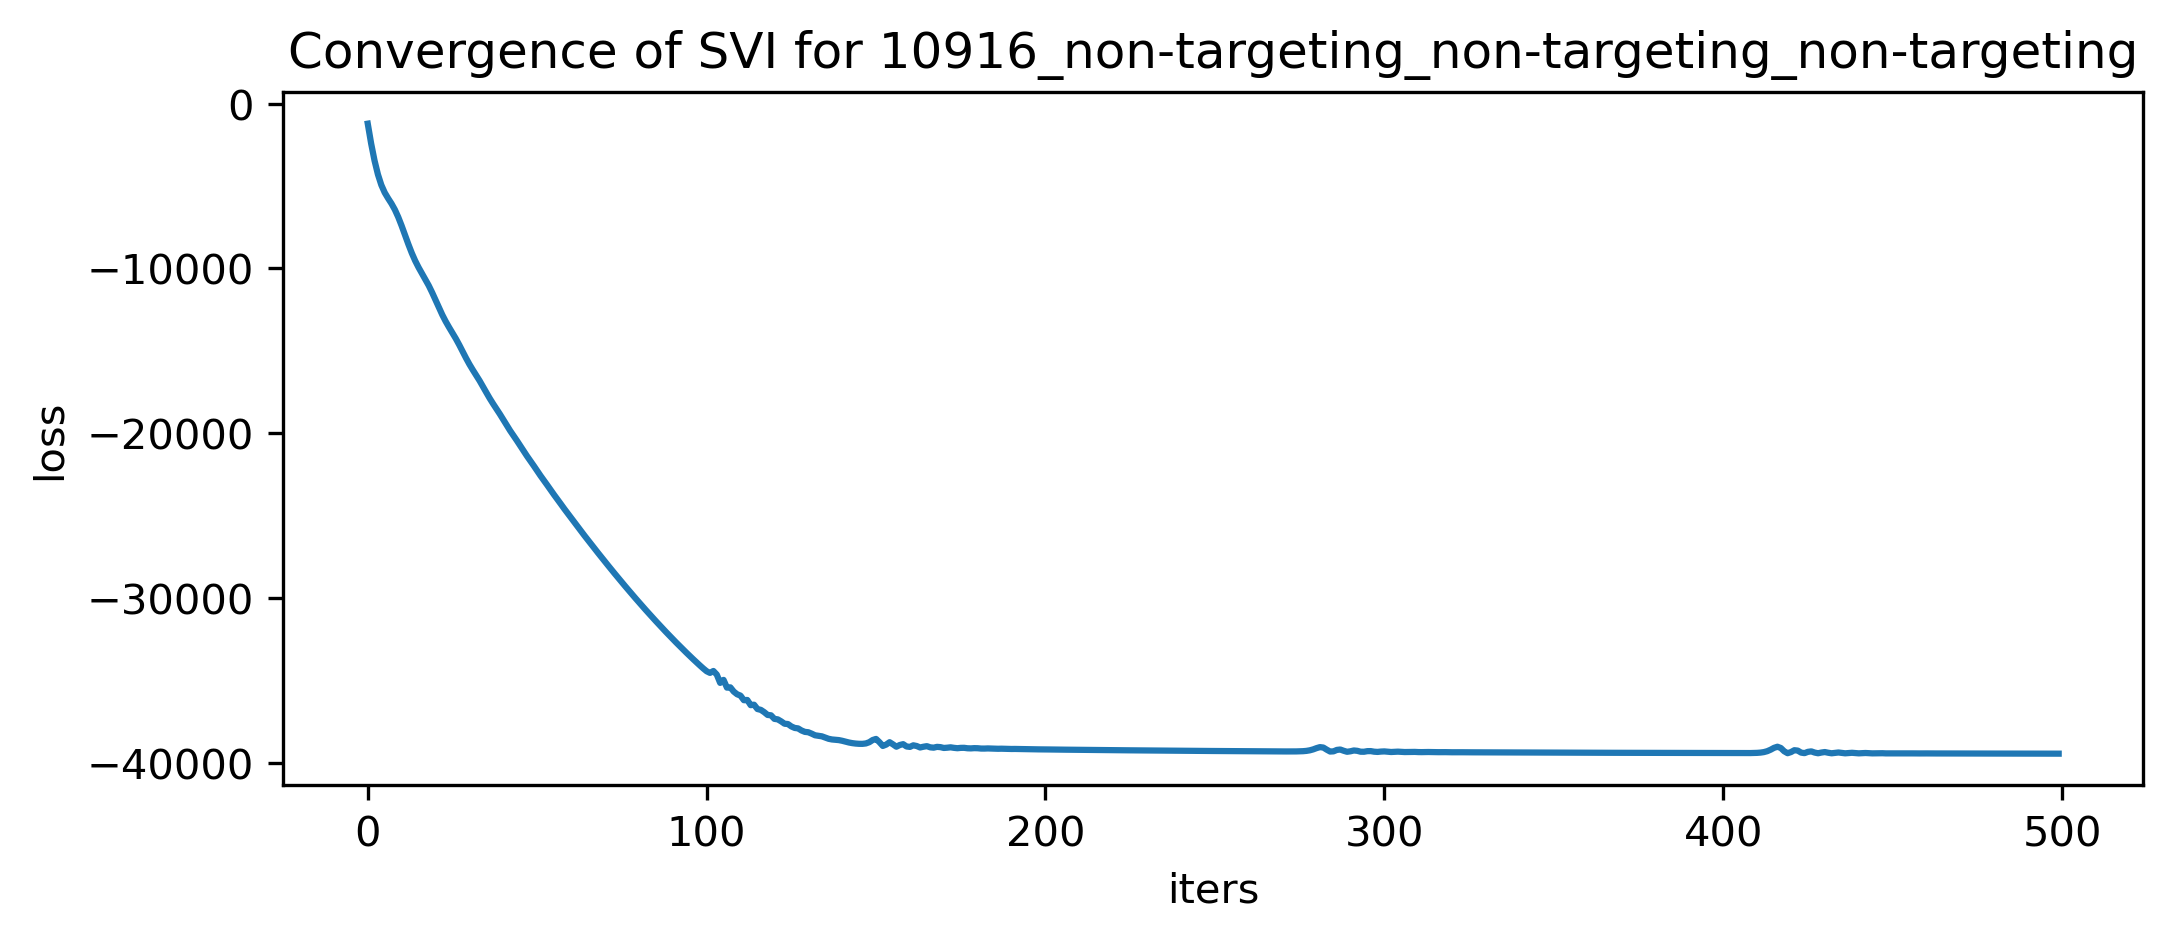 Convergence of SVI for 10916_non-targeting_non-targeting_non-targeting
0
−10000
−20000
−30000
−40000
loss
0 100 200 300 400 500
iters